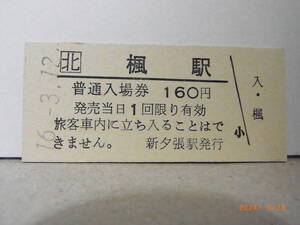 16.-3.12
北 楓駅
普通入場券 160円
発売当日1回限り有効
旅客車内に立ち入ることはで
きません。 新夕張駅発行
入・楓
小